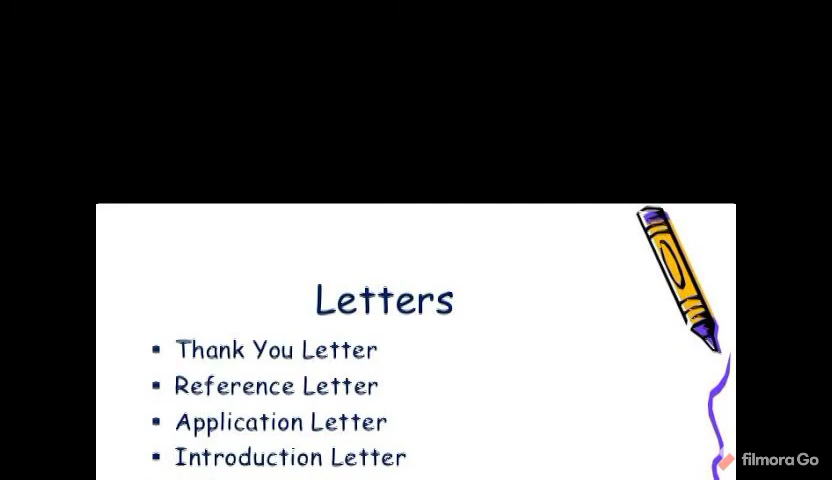 Letters
▪ Thank You Letter
▪ Reference Letter
▪ Application Letter
▪ Introduction Letter
filmora Go